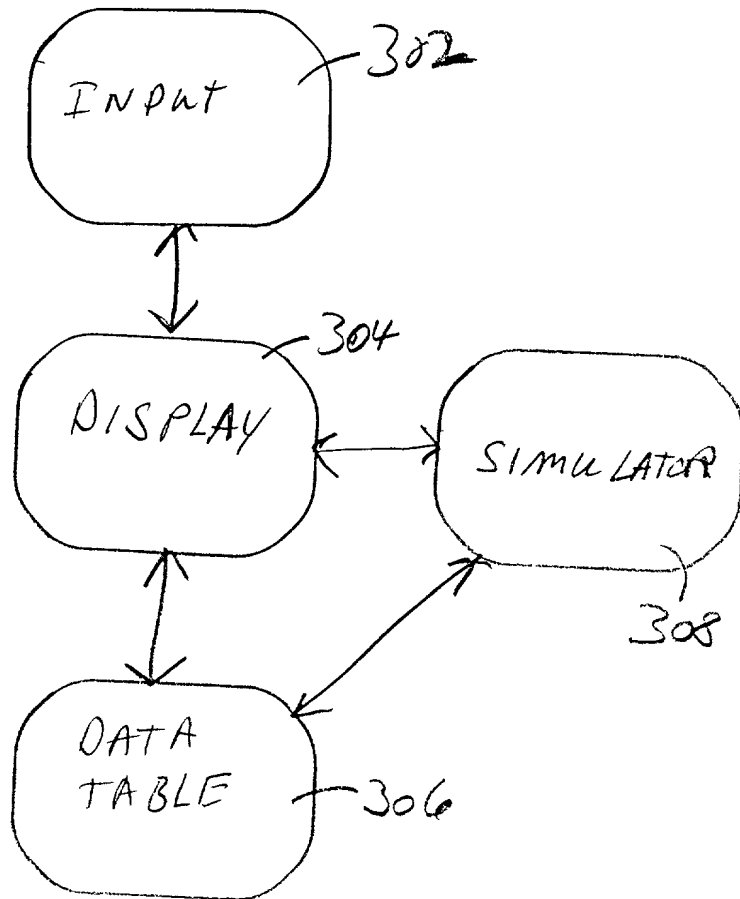 302
INPUT
304
DISPLAY
SIMULATOR
308
DATA
TABLE
306